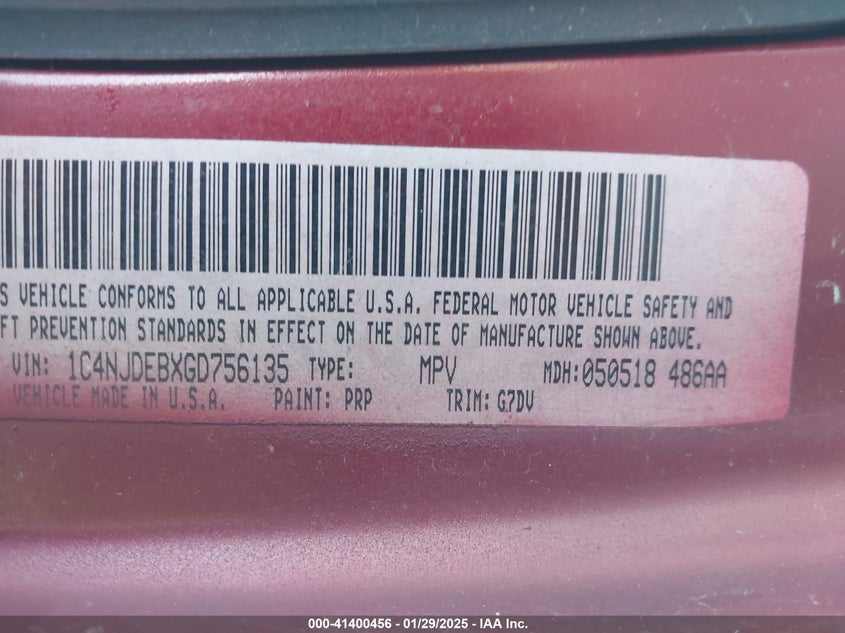 S VEHICLE CONFORMS TO ALL APPLICABLE U.S.A. FEDERAL MOTOR VEHICLE SAFETY AND
FT PREVENTION STANDARDS IN EFFECT ON THE DATE OF MANUFACTURE SHOWN ABOVE.
VIN: 1C4NJDEBXGD756135 TYPE: MPV MDH:050518 486AA
VEHICLE MADE IN U.S.A. PAINT: PRP TRIM: G7DV
000-41400456 - 01/29/2025 - IAA Inc.